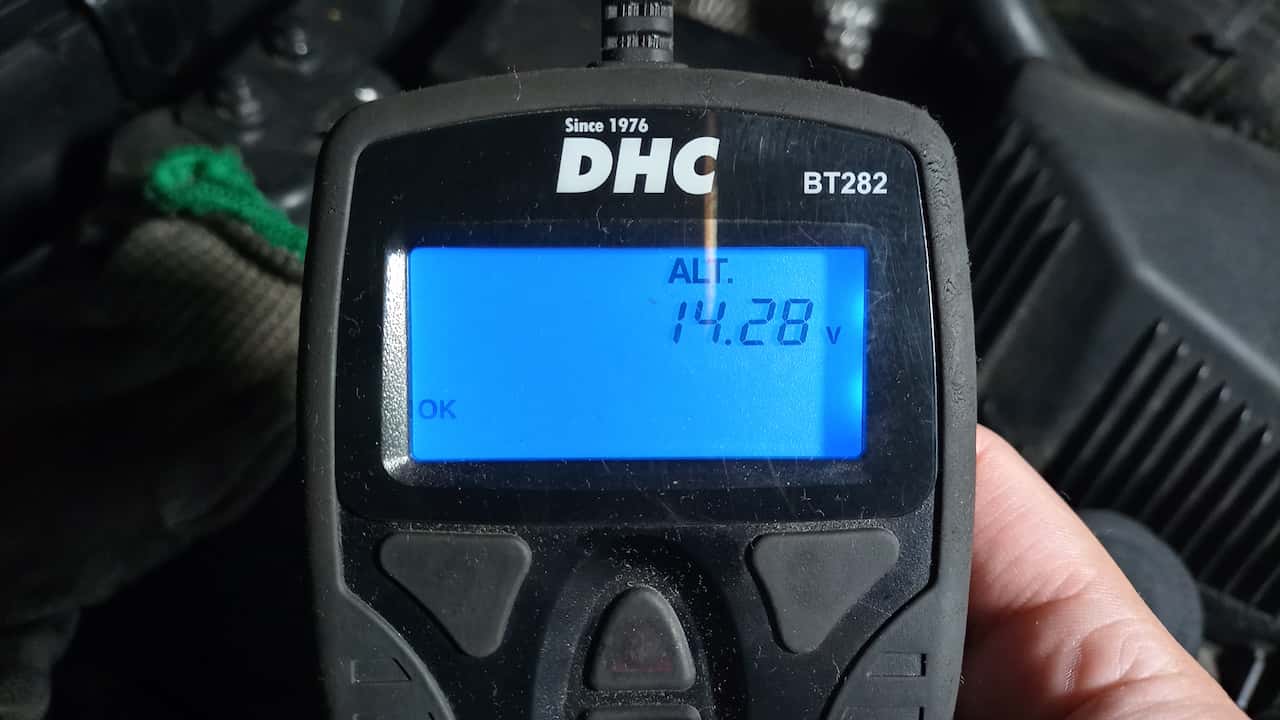 Since 1976
DHC
BT282
ALT.
14.28 V
OK